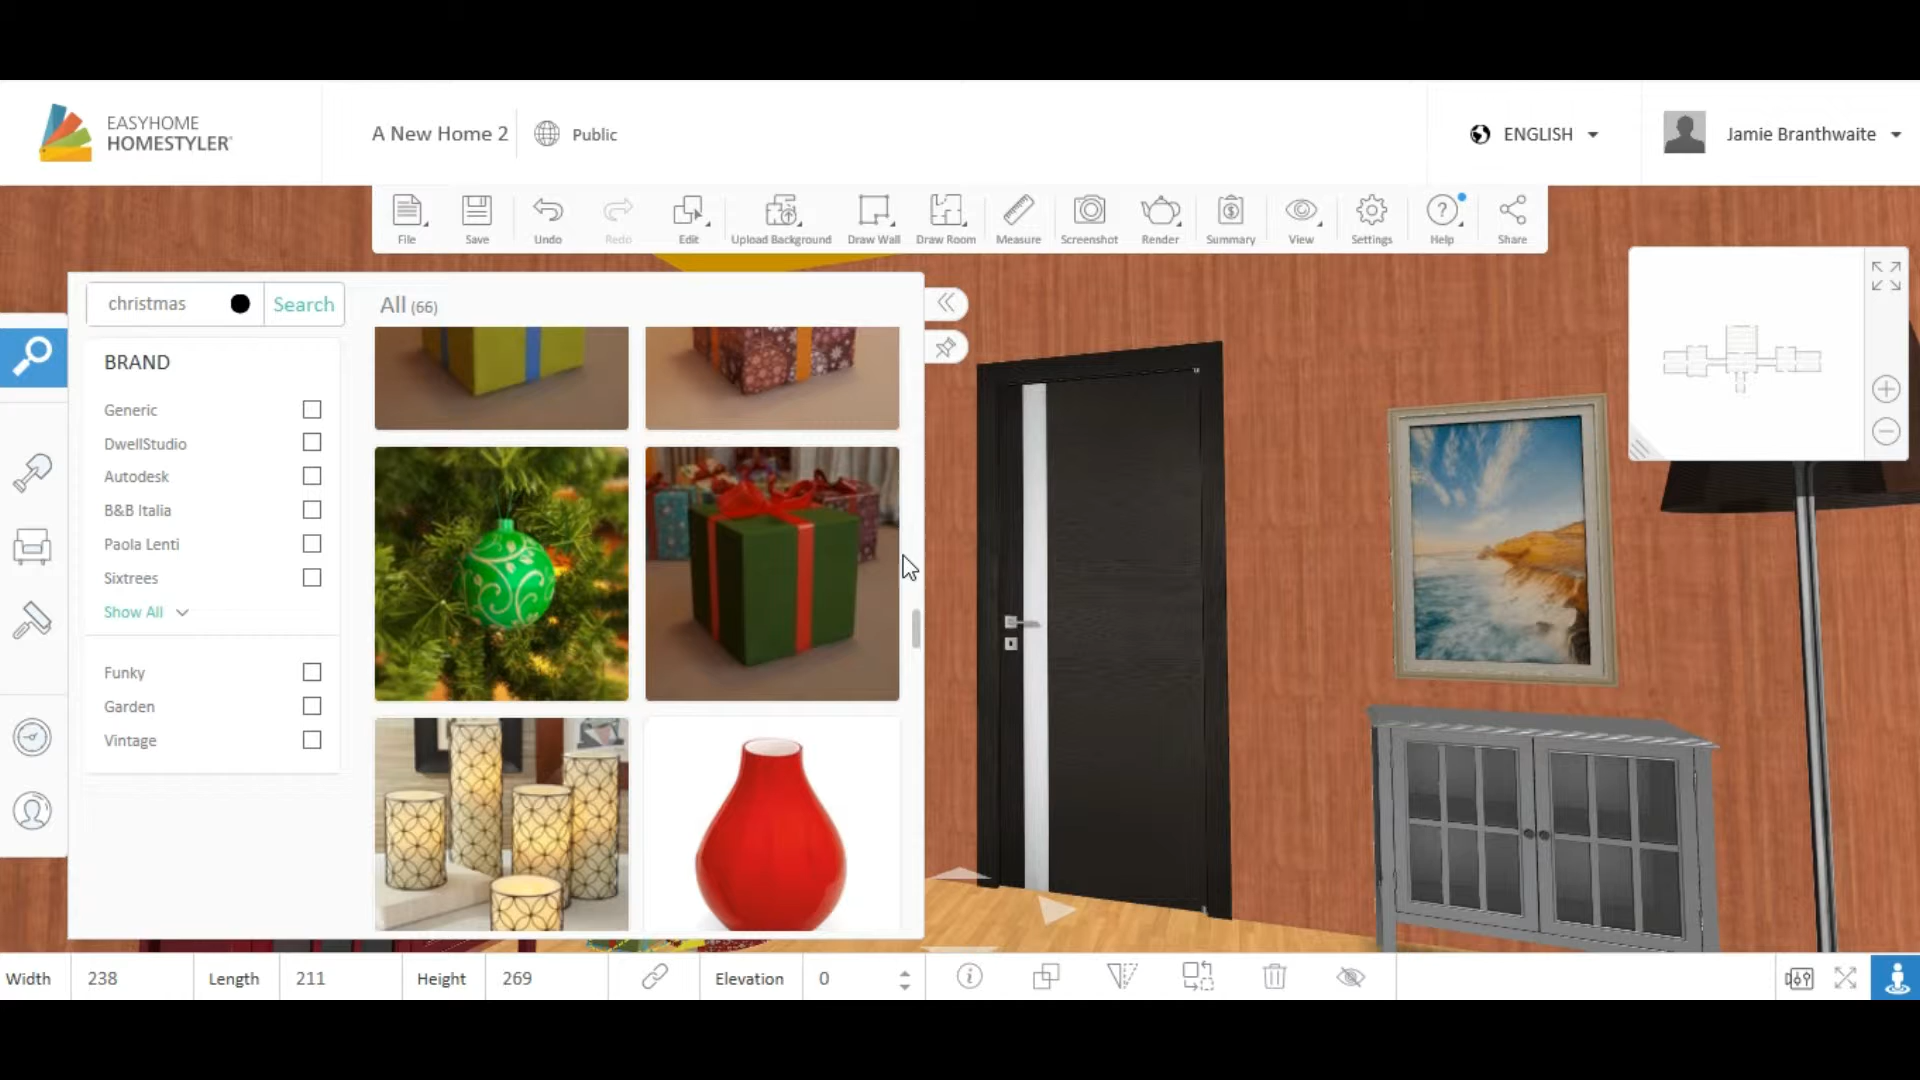 EASYHOME
HOMESTYLER
A New Home 2
Public
ENGLISH
Jamie Branthwaite
File
Save
Undo
Redo
Edit
Upload Background
Draw Wall
Draw Room
Measure
Screenshot
Render
Summary
View
Settings
Help
Share
christmas
Search
All (66)
BRAND
Generic
DwellStudio
Autodesk
B&B Italia
Paola Lenti
Sixtrees
Show All
Funky
Garden
Vintage
Width 238 Length 211 Height 269 Elevation 0